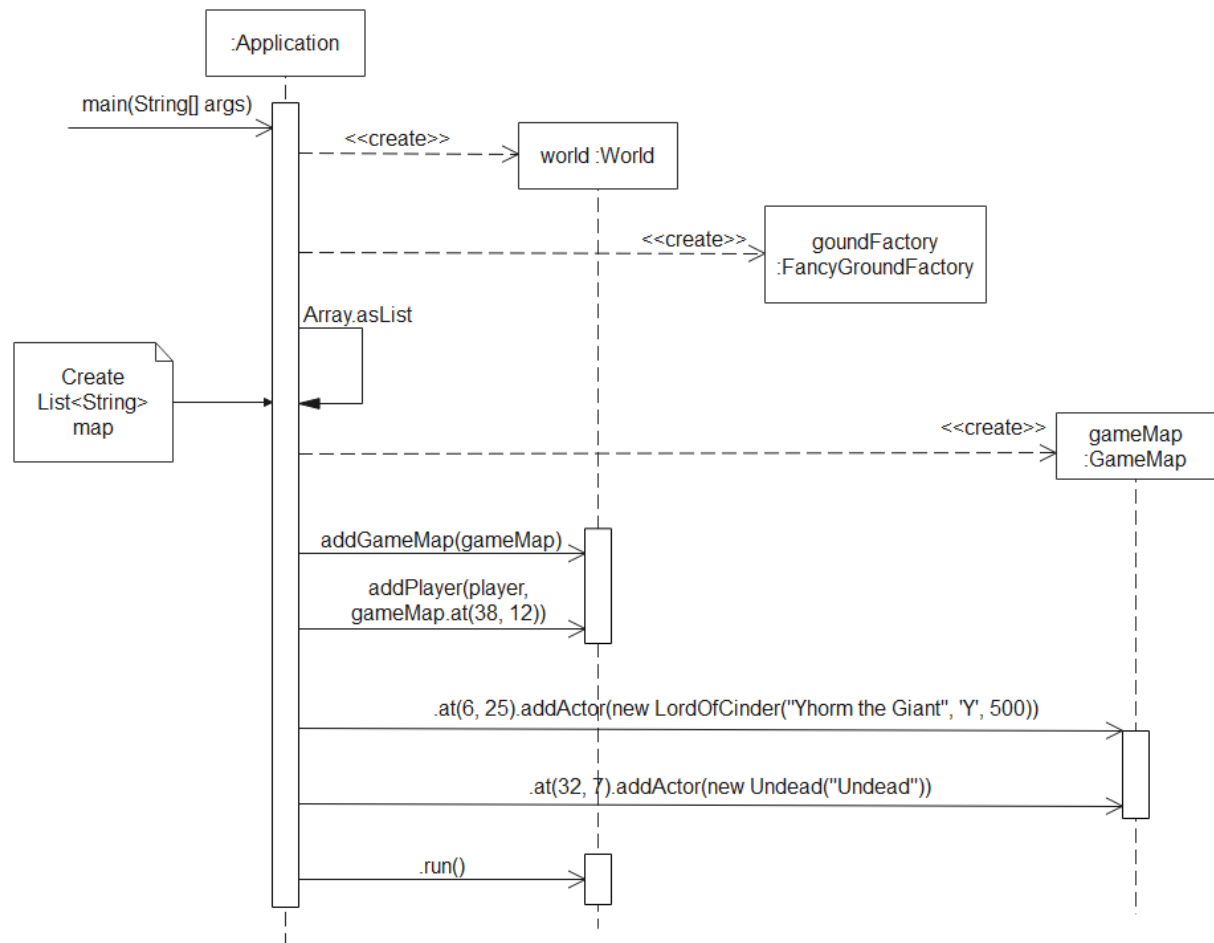 :Application
main(String[] args)
<<create>>
world :World
<<create>>
goundFactory
:FancyGroundFactory
Array.asList
Create
List<String>
map
<<create>>
gameMap
:GameMap
addGameMap(gameMap)
addPlayer(player,
gameMap.at(38, 12))
.at(6, 25).addActor(new LordOfCinder("Yhorm the Giant", 'Y', 500))
.at(32, 7).addActor(new Undead("Undead"))
.run()